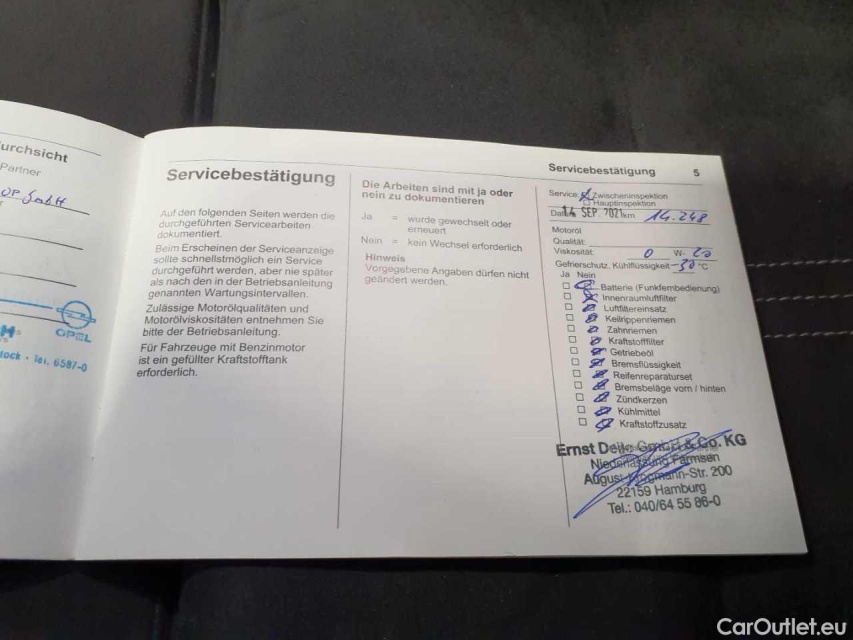 urchsicht
Partner
OP GmbH
OPEL
tock · Tel. 6587-0
Servicebestätigung
Auf den folgenden Seiten werden die
durchgeführten Servicearbeiten
dokumentiert.
Beim Erscheinen der Serviceanzeige
sollte schnellstmöglich ein Service
durchgeführt werden, aber nie später
als nach den in der Betriebsanleitung
genannten Wartungsintervallen.
Zulässige Motorölqualitäten und
Motorölviskositäten entnehmen Sie
bitte der Betriebsanleitung.
Für Fahrzeuge mit Benzinmotor
ist ein gefüllter Kraftstofftank
erforderlich.
Die Arbeiten sind mit ja oder
nein zu dokumentieren
Ja = wurde gewechselt oder
erneuert
Nein = kein Wechsel erforderlich
Hinweis
Vorgegebene Angaben dürfen nicht
geändert werden.
Servicebestätigung 5
Service: Zwischeninspektion
Hauptinspektion
14 SEP 2021 km 14.248
Motoröl
Qualität:
Viskosität: 0 W- 20
Gefrierschutz, Kühlflüssigkeit -30 °C
Ja Nein
Batterie (Funkfernbedienung)
Innenraumluftfilter
Luftfiltereinsatz
Keilrippenriemen
Zahnriemen
Kraftstofffilter
Getriebeöl
Bremsflüssigkeit
Reifenreparaturset
Bremsbeläge vorn / hinten
Zündkerzen
Kühlmittel
Kraftstoffzusatz
Ernst Dello GmbH & Co. KG
Niederlassung Farmsen
August-Krogmann-Str. 200
22159 Hamburg
Tel.: 040/64 55 86-0
CarOutlet.eu